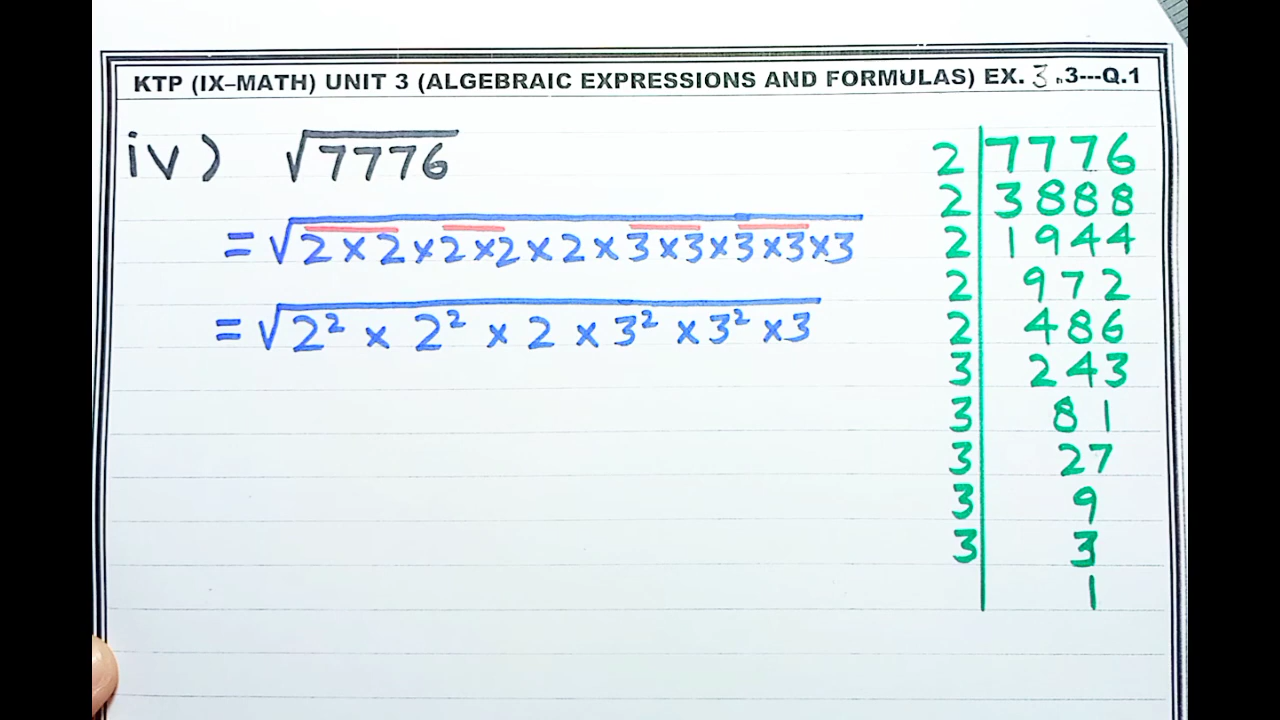 KTP (IX–MATH) UNIT 3 (ALGEBRAIC EXPRESSIONS AND FORMULAS) EX. 3.3---Q.1
iv) √7776
= √2×2×2×2×2×3×3×3×3×3
= √2² × 2² × 2 × 3² × 3² × 3
2 | 7776
2 | 3888
2 | 1944
2 | 972
2 | 486
3 | 243
3 | 81
3 | 27
3 | 9
3 | 3
| 1